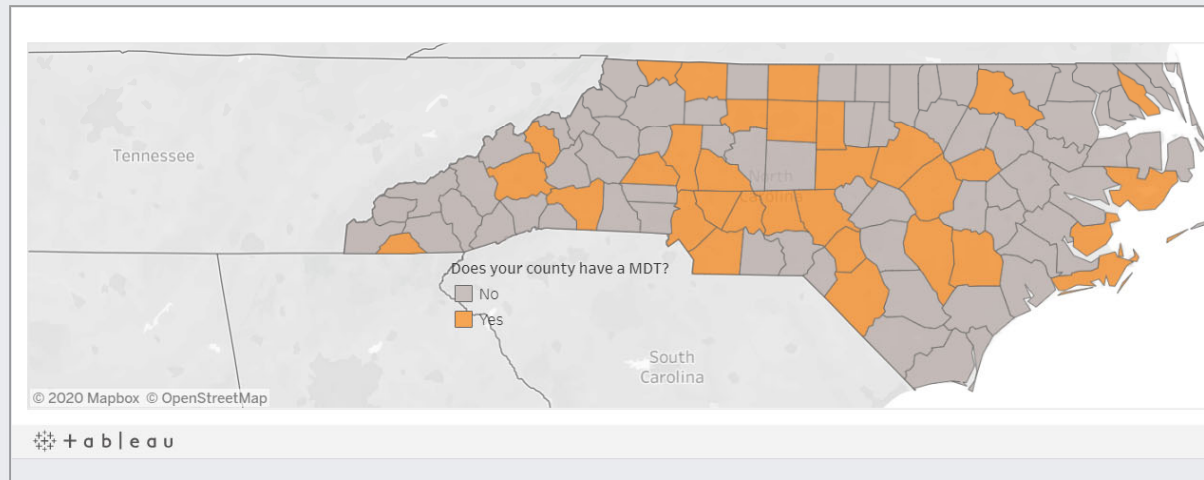 Tennessee
North
Carolina
Does your county have a MDT?
No
Yes
South
Carolina
© 2020 Mapbox © OpenStreetMap
+ a b l e a u